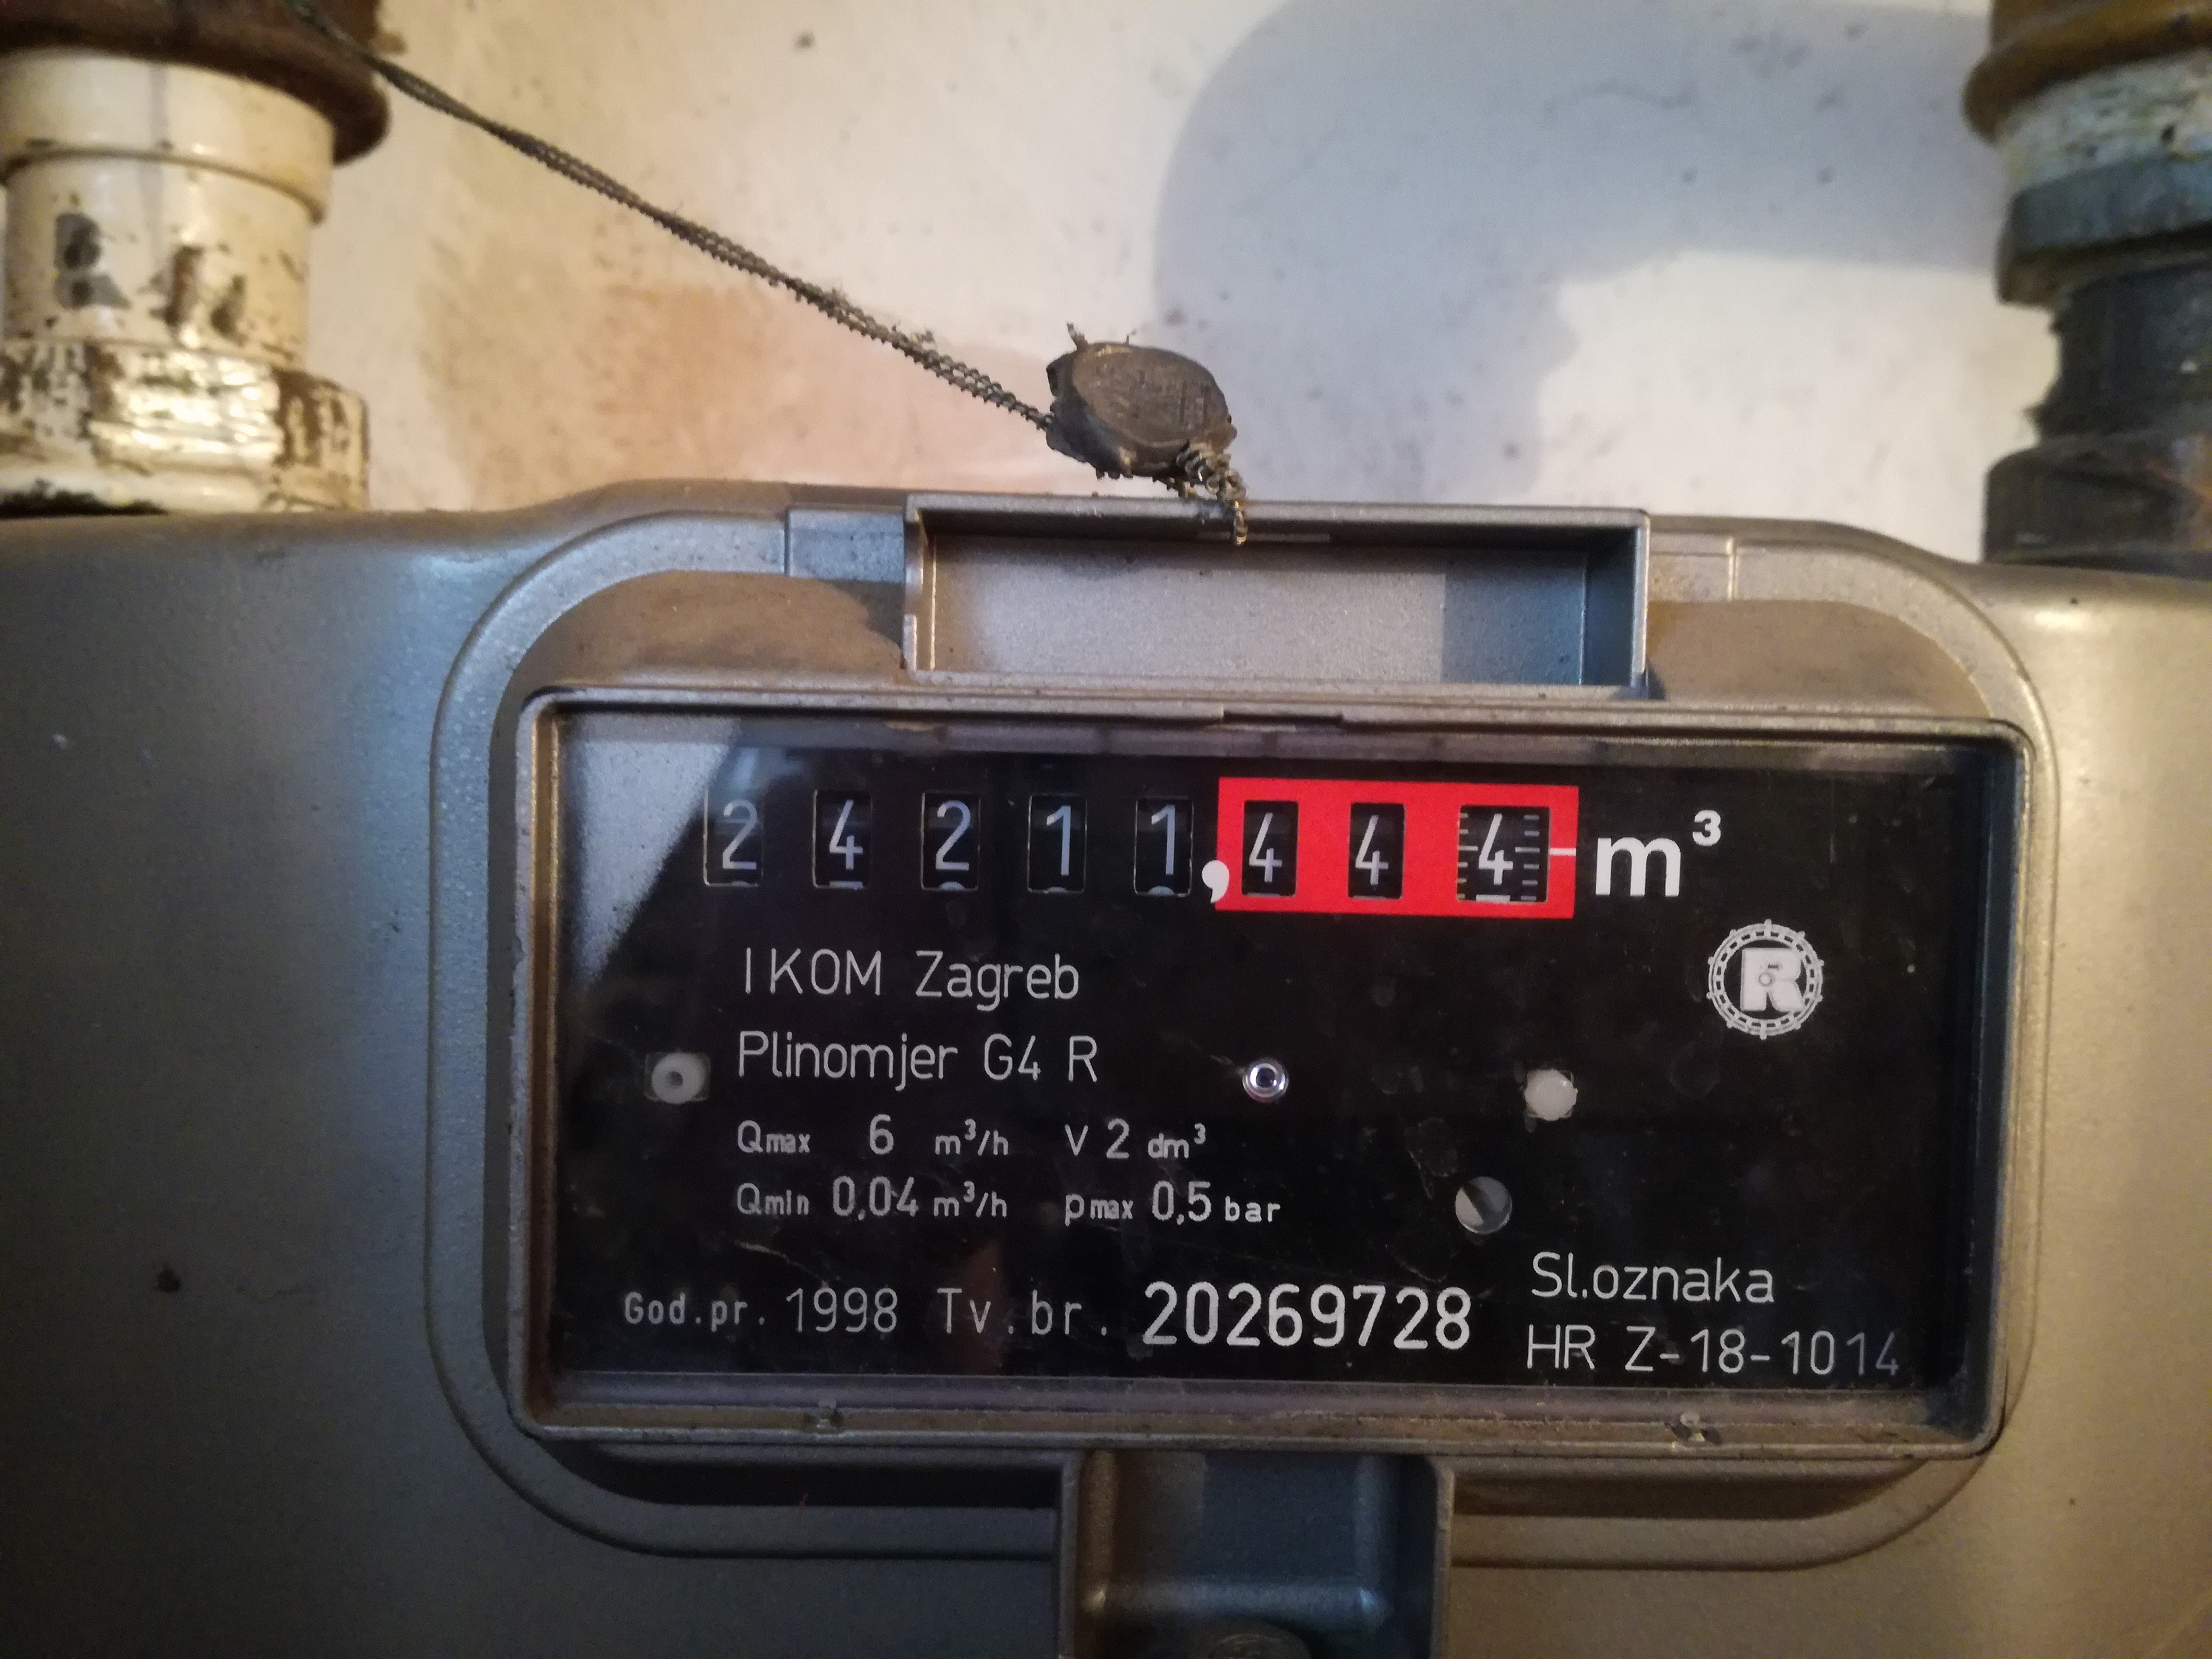 24211,444 m³
IKOM Zagreb
R
Plinomjer G4 R
Qmax 6 m³/h V 2 dm³
Qmin 0,04 m³/h pmax 0,5 bar
God.pr. 1998 Tv.br. 20269728
Sl.oznaka
HR Z-18-1014